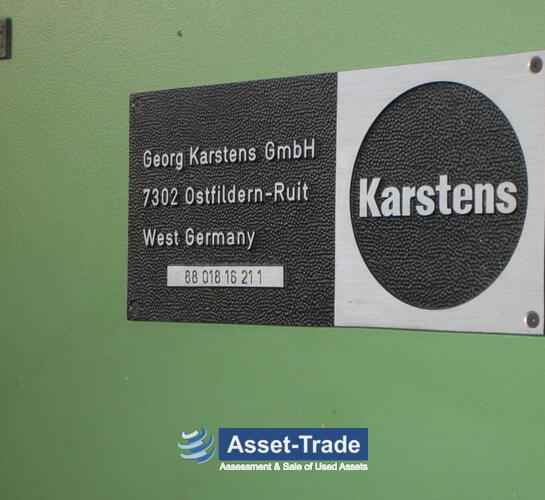 Georg Karstens GmbH
7302 Ostfildern-Ruit
West Germany
88 018 16 21 1
Karstens
Asset-Trade
Assessment & Sale of Used Assets